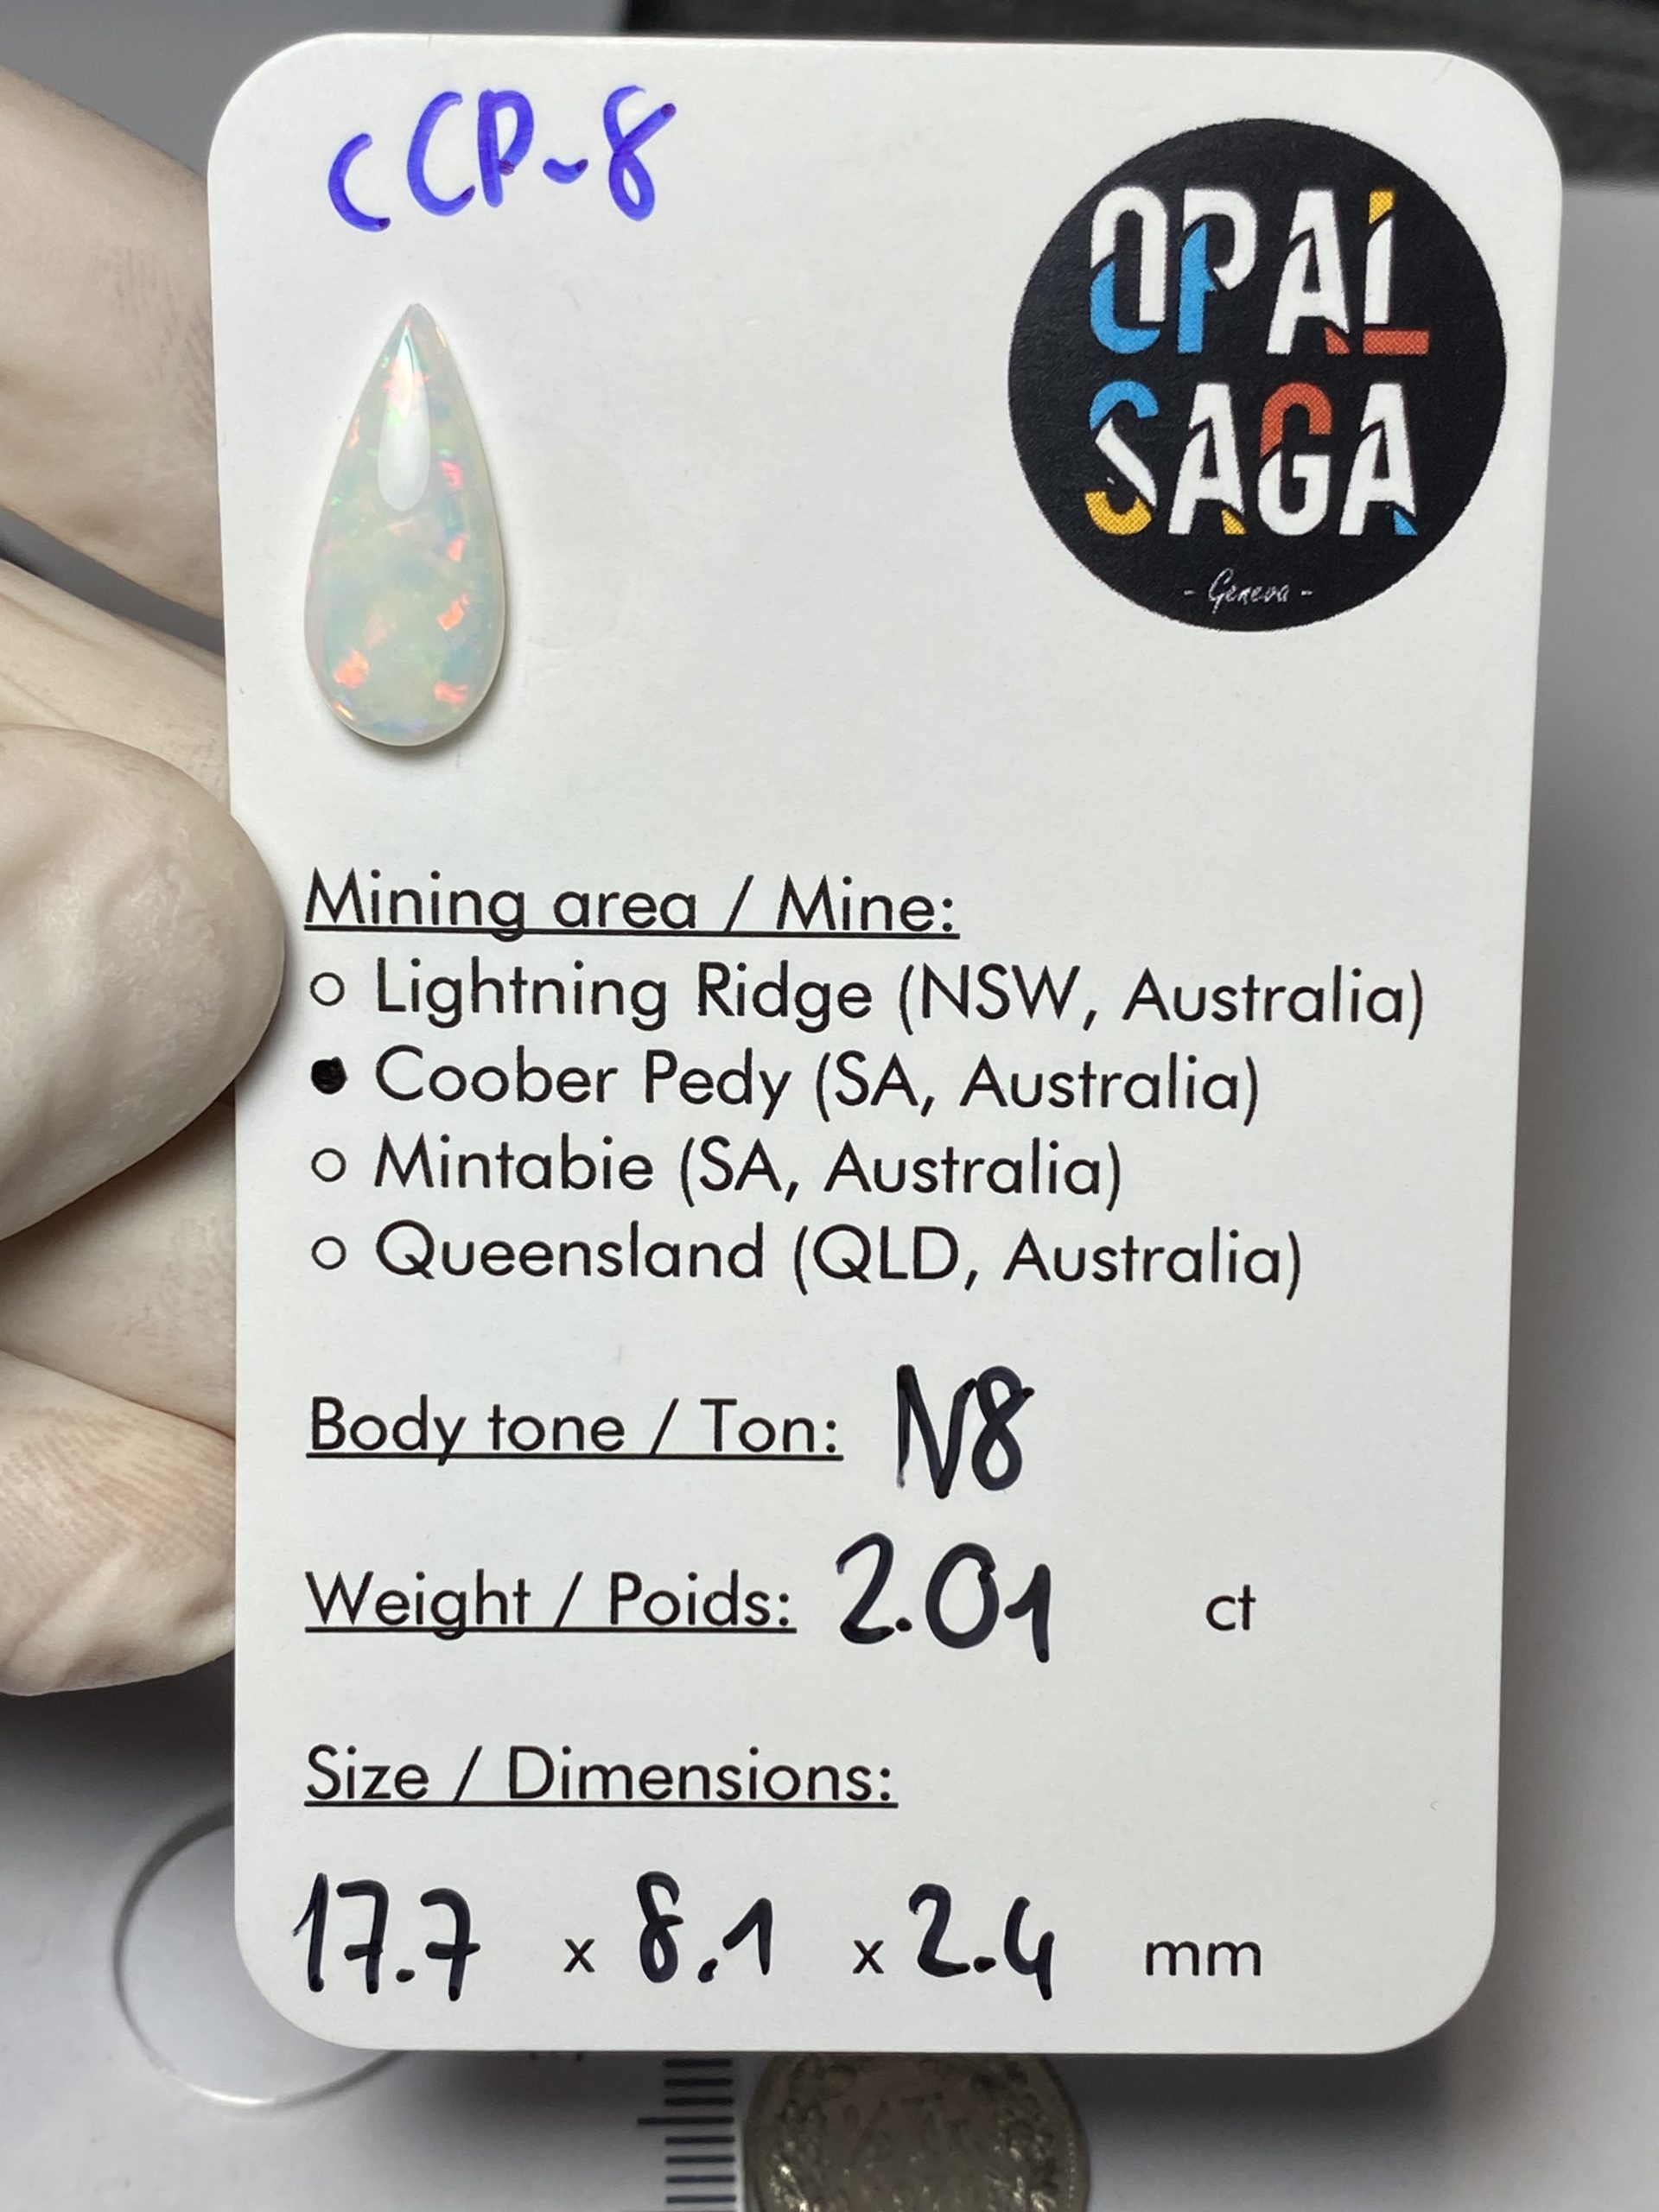 cCP-8
OPAL
SAGA
- Geneva -
Mining area / Mine:
○ Lightning Ridge (NSW, Australia)
● Coober Pedy (SA, Australia)
○ Mintabie (SA, Australia)
○ Queensland (QLD, Australia)
Body tone / Ton: N8
Weight / Poids: 2.01 ct
Size / Dimensions:
17.7 x 8.1 x 2.4 mm